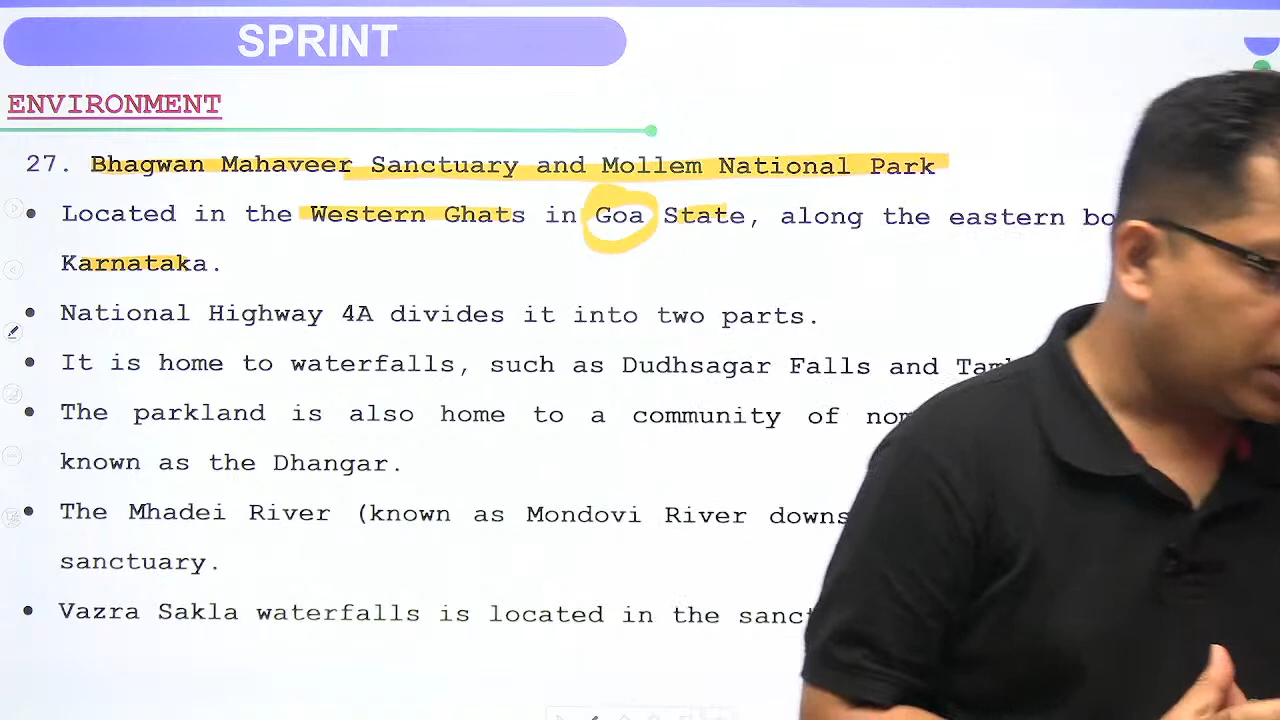 SPRINT
ENVIRONMENT
27. Bhagwan Mahaveer Sanctuary and Mollem National Park
• Located in the Western Ghats in Goa State, along the eastern
Karnataka.
• National Highway 4A divides it into two parts.
• It is home to waterfalls, such as Dudhsagar Falls and
• The parkland is also home to a community of
known as the Dhangar.
• The Mhadei River (known as Mondovi River
sanctuary.
• Vazra Sakla waterfalls is located in the